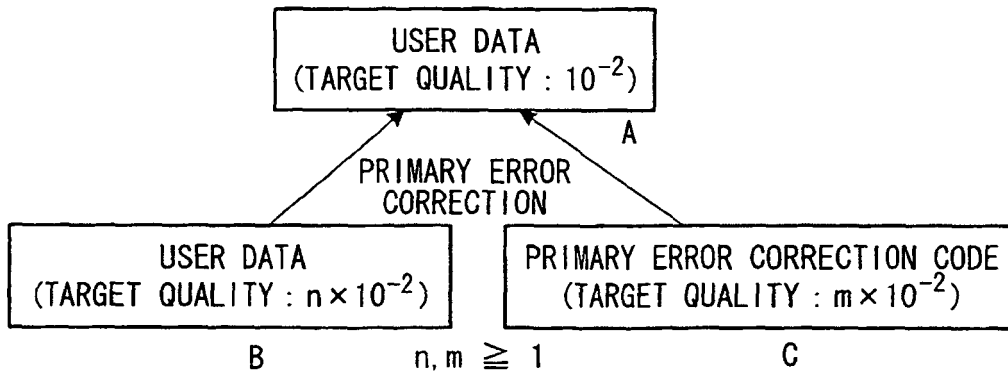 USER DATA
(TARGET QUALITY : 10⁻²)
A
PRIMARY ERROR
CORRECTION
USER DATA
(TARGET QUALITY : n×10⁻²)
PRIMARY ERROR CORRECTION CODE
(TARGET QUALITY : m×10⁻²)
B
n, m ≧ 1
C